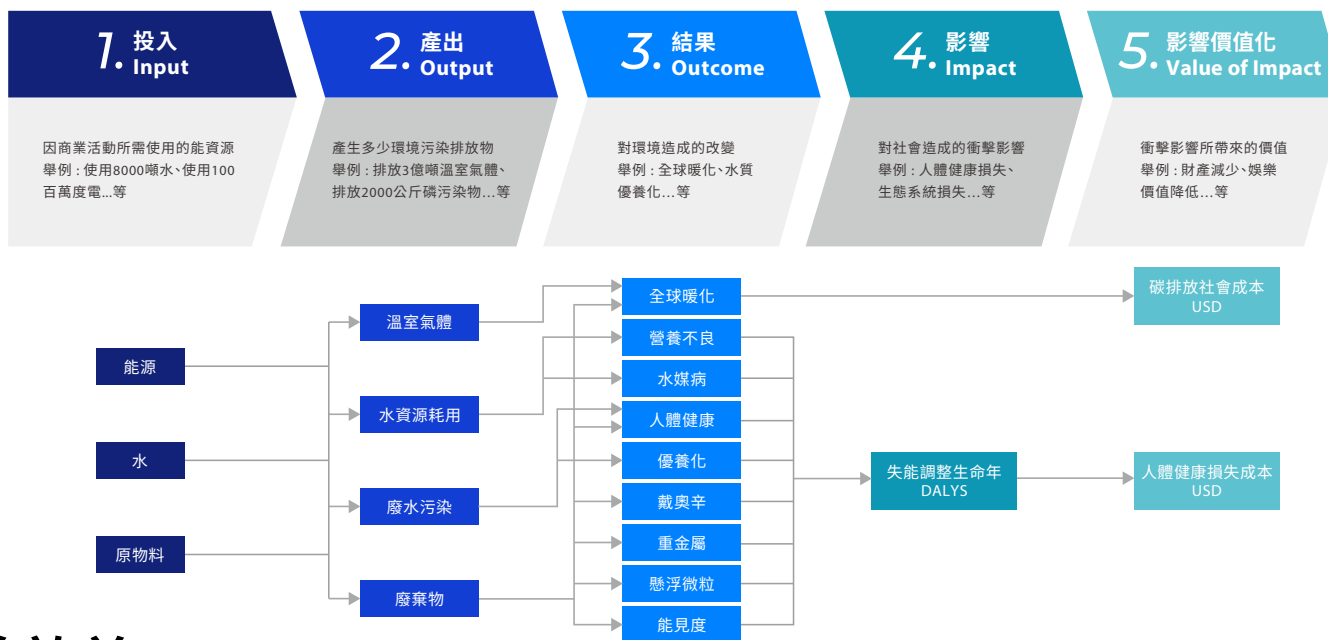 1. 投入
Input
2. 產出
Output
3. 結果
Outcome
4. 影響
Impact
5. 影響價值化
Value of Impact
因商業活動所需使用的能資源
舉例：使用8000噸水、使用100
百萬度電...等
產生多少環境污染排放物
舉例：排放3億噸溫室氣體、
排放2000公斤磷污染物…等
對環境造成的改變
舉例：全球暖化、水質
優養化…等
對社會造成的衝擊影響
舉例：人體健康損失、
生態系統損失…等
衝擊影響所帶來的價值
舉例：財產減少、娛樂
價值降低…等
能源
水
原物料
溫室氣體
水資源耗用
廢水污染
廢棄物
全球暖化
營養不良
水媒病
人體健康
優養化
戴奧辛
重金屬
懸浮微粒
能見度
失能調整生命年
DALYS
碳排放社會成本
USD
人體健康損失成本
USD